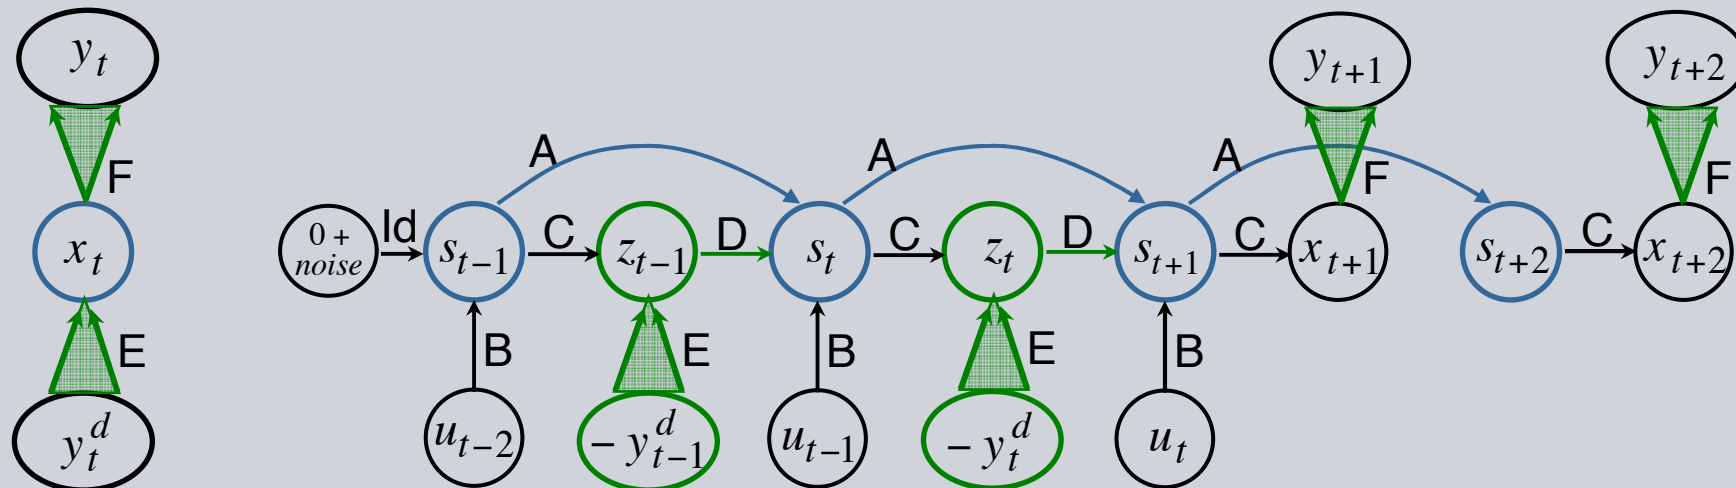 y_t
y_{t+1}
y_{t+2}
A
A
A
F
F
F
x_t
0 +
noise
Id
s_{t−1}
C
z_{t−1}
D
s_t
C
z_t
D
s_{t+1}
C
x_{t+1}
s_{t+2}
C
x_{t+2}
E
B
E
B
E
B
y_t^d
u_{t−2}
− y_{t−1}^d
u_{t−1}
− y_t^d
u_t